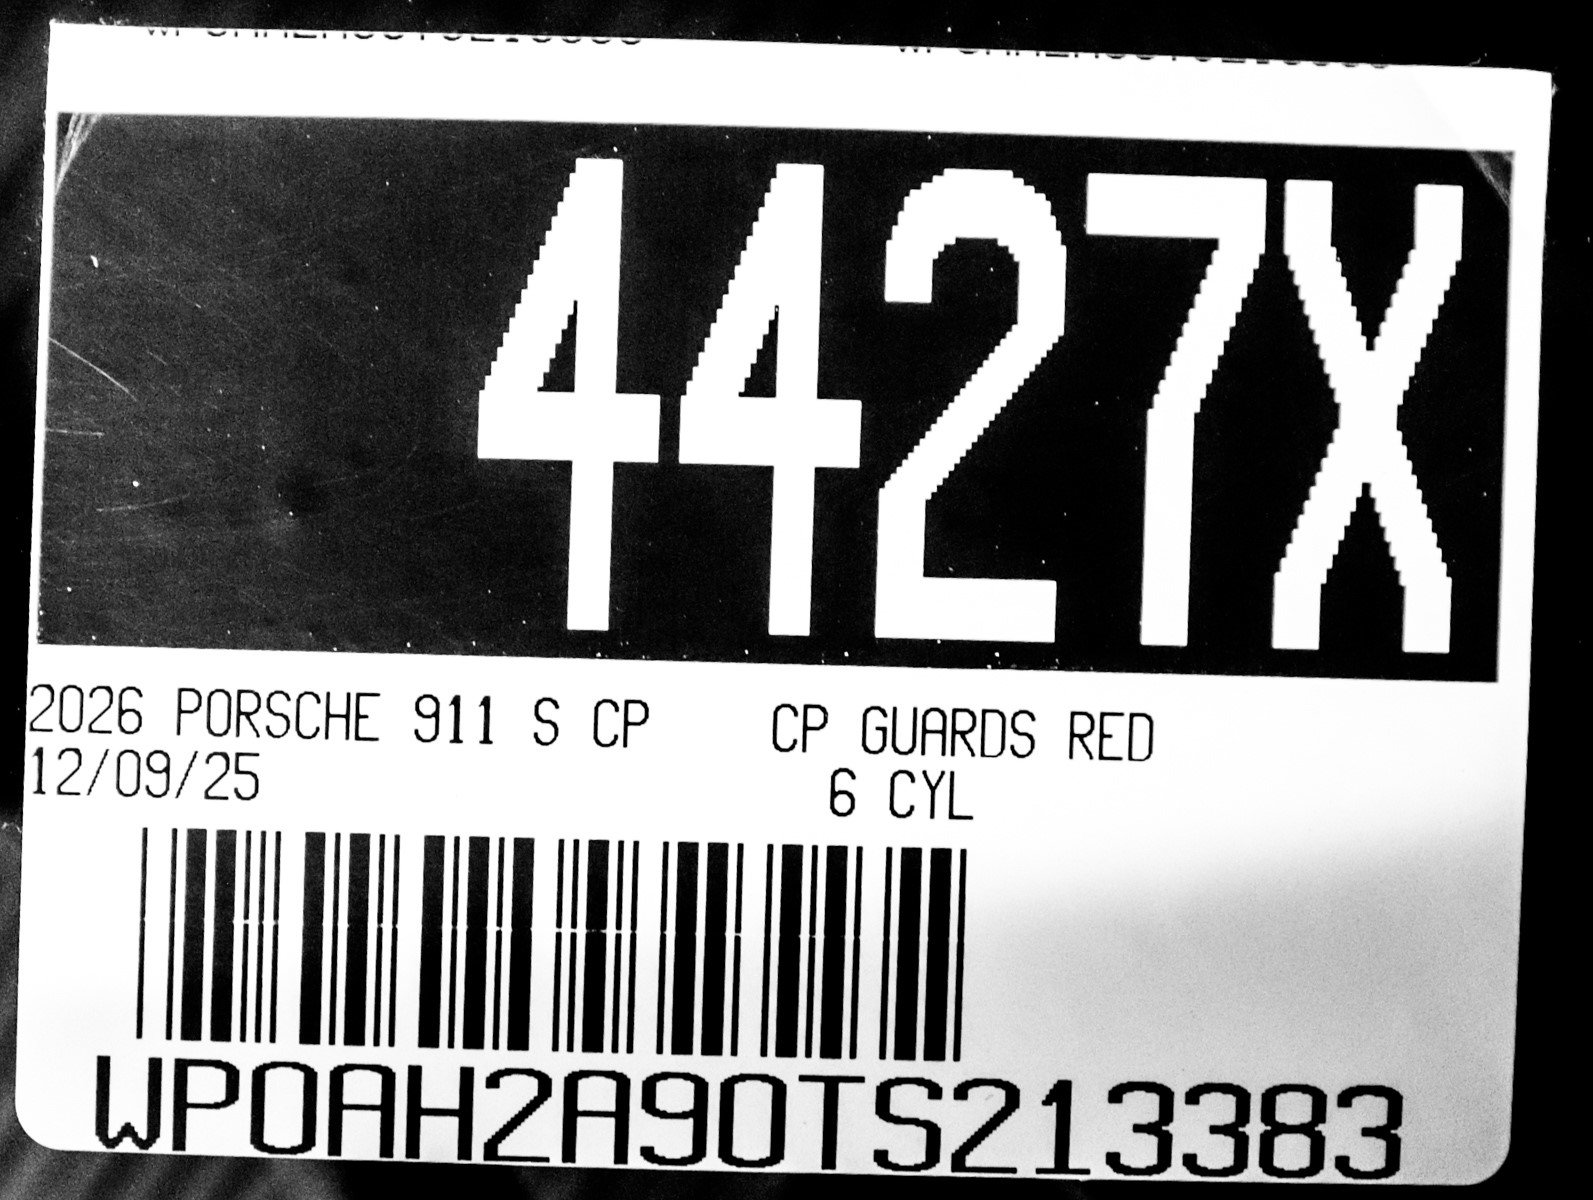 4427X
2026 PORSCHE 911 S CP CP GUARDS RED
12/09/25 6 CYL
WP0AH2A90TS213383